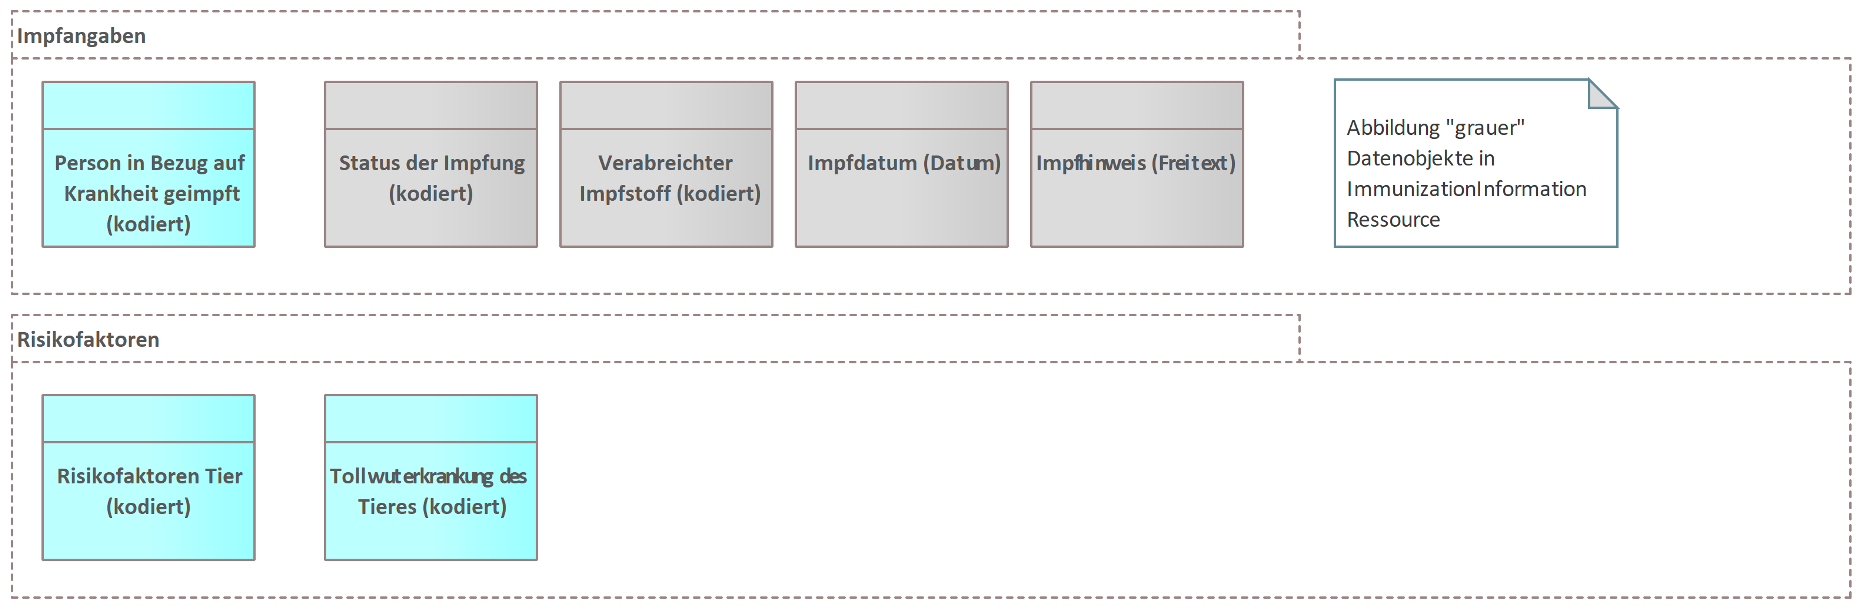 Impfangaben
Person in Bezug auf
Krankheit geimpft
(kodiert)
Status der Impfung
(kodiert)
Verabreichter
Impfstoff (kodiert)
Impfdatum (Datum)
Impfhinweis (Freitext)
Abbildung "grauer"
Datenobjekte in
ImmunizationInformation
Ressource
Risikofaktoren
Risikofaktoren Tier
(kodiert)
Tollwuterkrankung des
Tieres (kodiert)